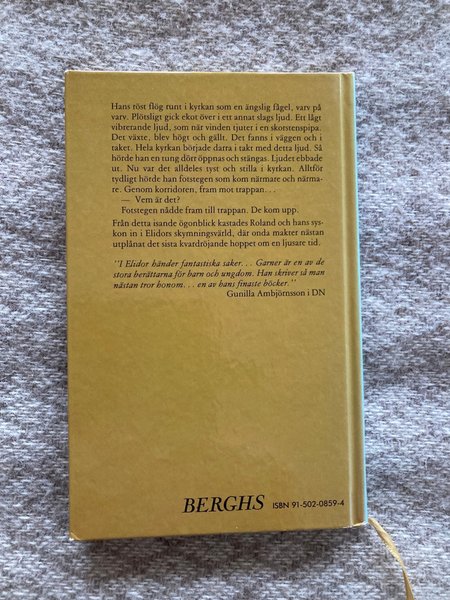 Hans röst flög runt i kyrkan som en ängslig fågel, varv på
varv. Plötsligt gick ekot över i ett annat slags ljud. Ett lågt
vibrerande ljud, som när vinden tjuter i en skorstenspipa.
Det växte, blev högt och gällt. Det fanns i väggen och i
taket. Hela kyrkan började darra i takt med detta ljud. Så
hörde han en tung dörr öppnas och stängas. Ljudet ebbade
ut. Nu var det alldeles tyst och stilla i kyrkan. Alltför
tydligt hörde han fotstegen som kom närmare och närma-
re. Genom korridoren, fram mot trappan...
— Vem är det?
Fotstegen nådde fram till trappan. De kom upp.
Från detta isande ögonblick kastades Roland och hans sys-
kon in i Elidors skymningsvärld, där onda makter nästan
utplånat det sista kvardröjande hoppet om en ljusare tid.
"I Elidor händer fantastiska saker... Garner är en av de
stora berättarna för barn och ungdom. Han skriver så man
nästan tror honom... en av hans finaste böcker."
Gunilla Ambjörnsson i DN
BERGHS ISBN 91-502-0859-4